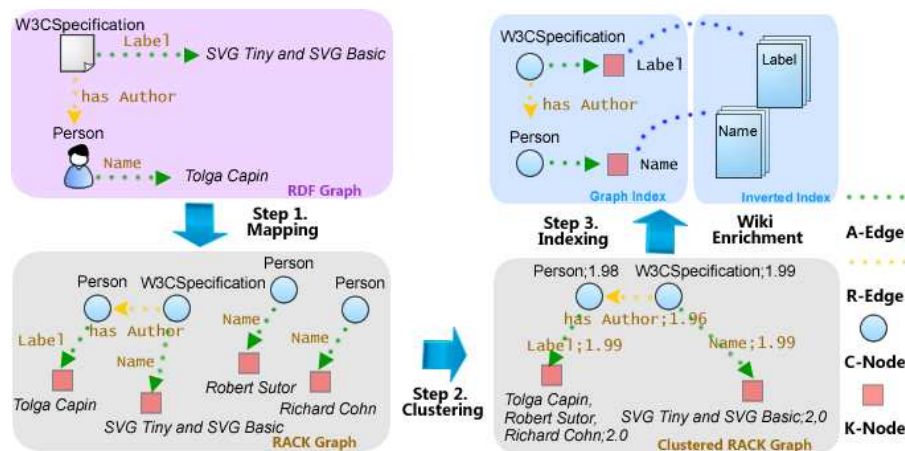 W3CSpecification
Label
SVG Tiny and SVG Basic
has Author
Person
Name
Tolga Capin
RDF Graph
W3CSpecification
Label
has Author
Person
Name
Graph Index
Label
Name
Inverted Index
Step 1.
Mapping
Step 3.
Indexing
Wiki
Enrichment
A-Edge
R-Edge
C-Node
K-Node
Person
W3CSpecification
Person
Person
has Author
Label
Name
Name
Name
Tolga Capin
SVG Tiny and SVG Basic
Robert Sutor
Richard Cohn
RACK Graph
Step 2.
Clustering
Person;1.98
W3CSpecification;1.99
has Author;1.96
Label;1.99
Name;1.99
Tolga Capin,
Robert Sutor,
Richard Cohn;2.0
SVG Tiny and SVG Basic;2,0
Clustered RACK Graph